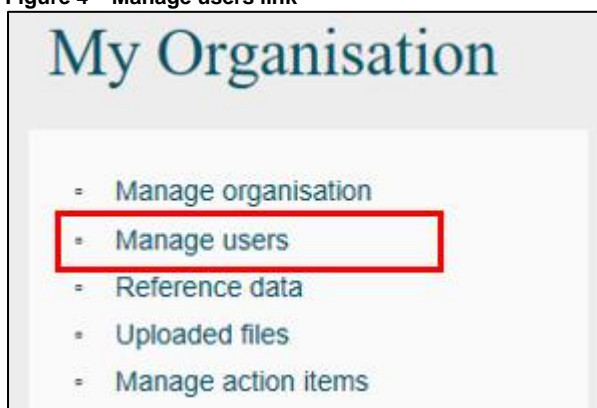 Figure 4 – Manage users link
My Organisation
Manage organisation
Manage users
Reference data
Uploaded files
Manage action items